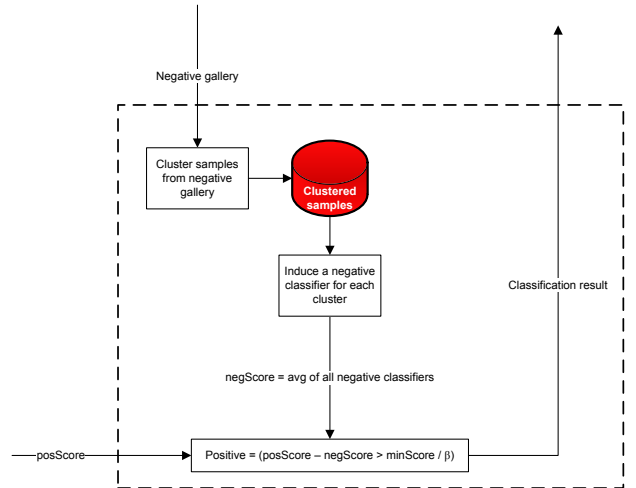 Negative gallery
Cluster samples
from negative
gallery
Clustered
samples
Induce a negative
classifier for each
cluster
Classification result
negScore = avg of all negative classifiers
posScore
Positive = (posScore – negScore > minScore / β)